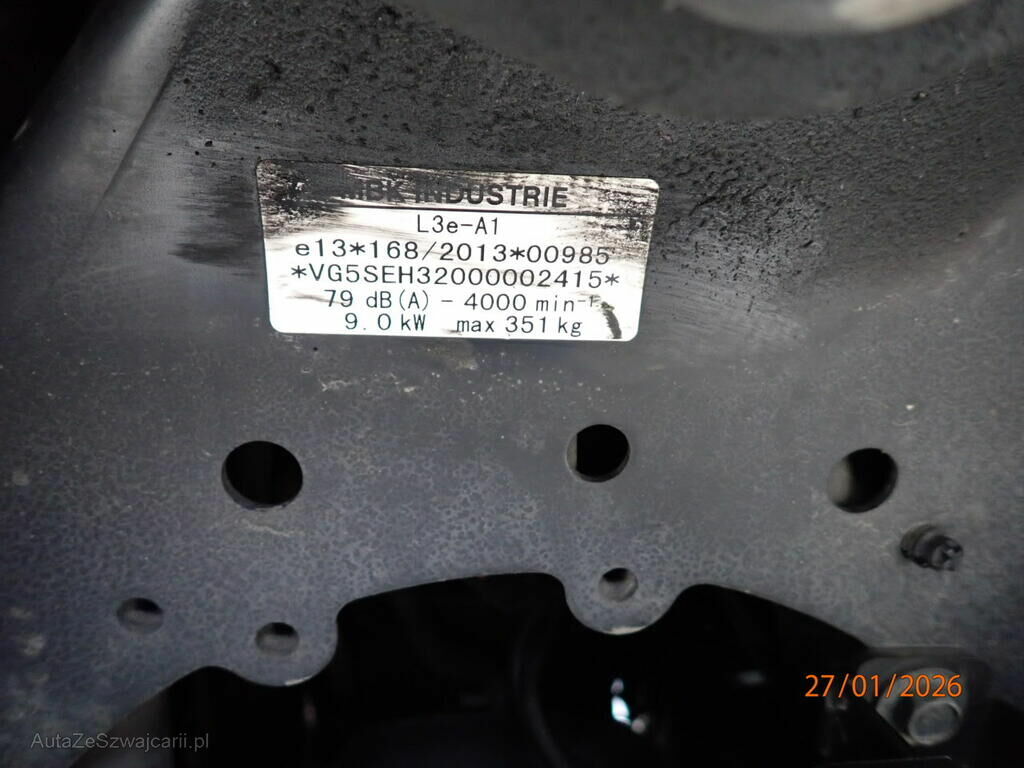 MBK INDUSTRIE
L3e-A1
e13*168/2013*00985
*VG5SEH32000002415*
79 dB(A) - 4000 min⁻¹
9.0 kW max 351 kg
27/01/2026
AutaZeSzwajcarii.pl